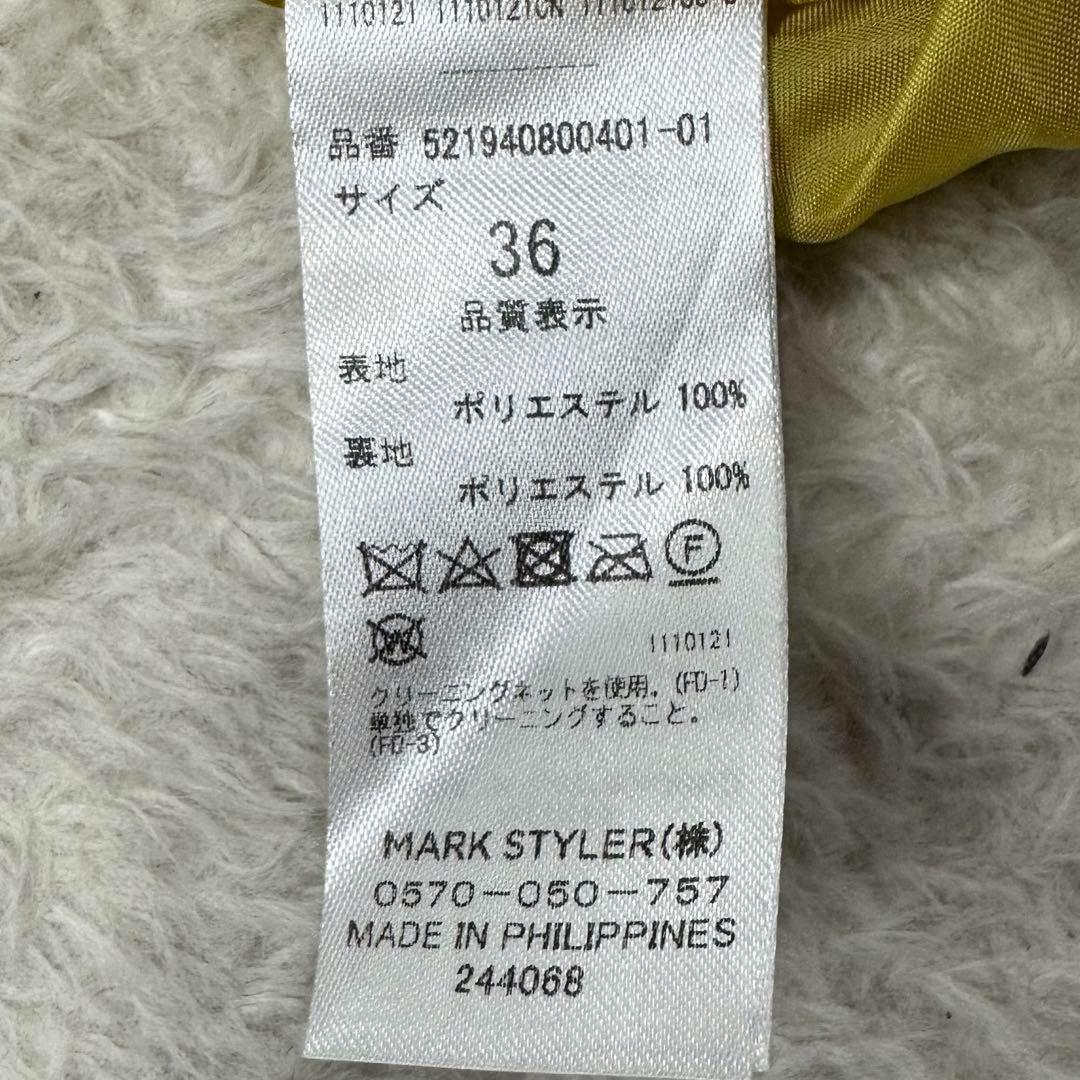 1110121 1110121CN
品番 521940800401-01
サイズ
36
品質表示
表地
ポリエステル 100%
裏地
ポリエステル 100%
F
W
1110121
クリーニングネットを使用。(FD-1)
単独でクリーニングすること。
(FD-3)
MARK STYLER(株)
0570-050-757
MADE IN PHILIPPINES
244068